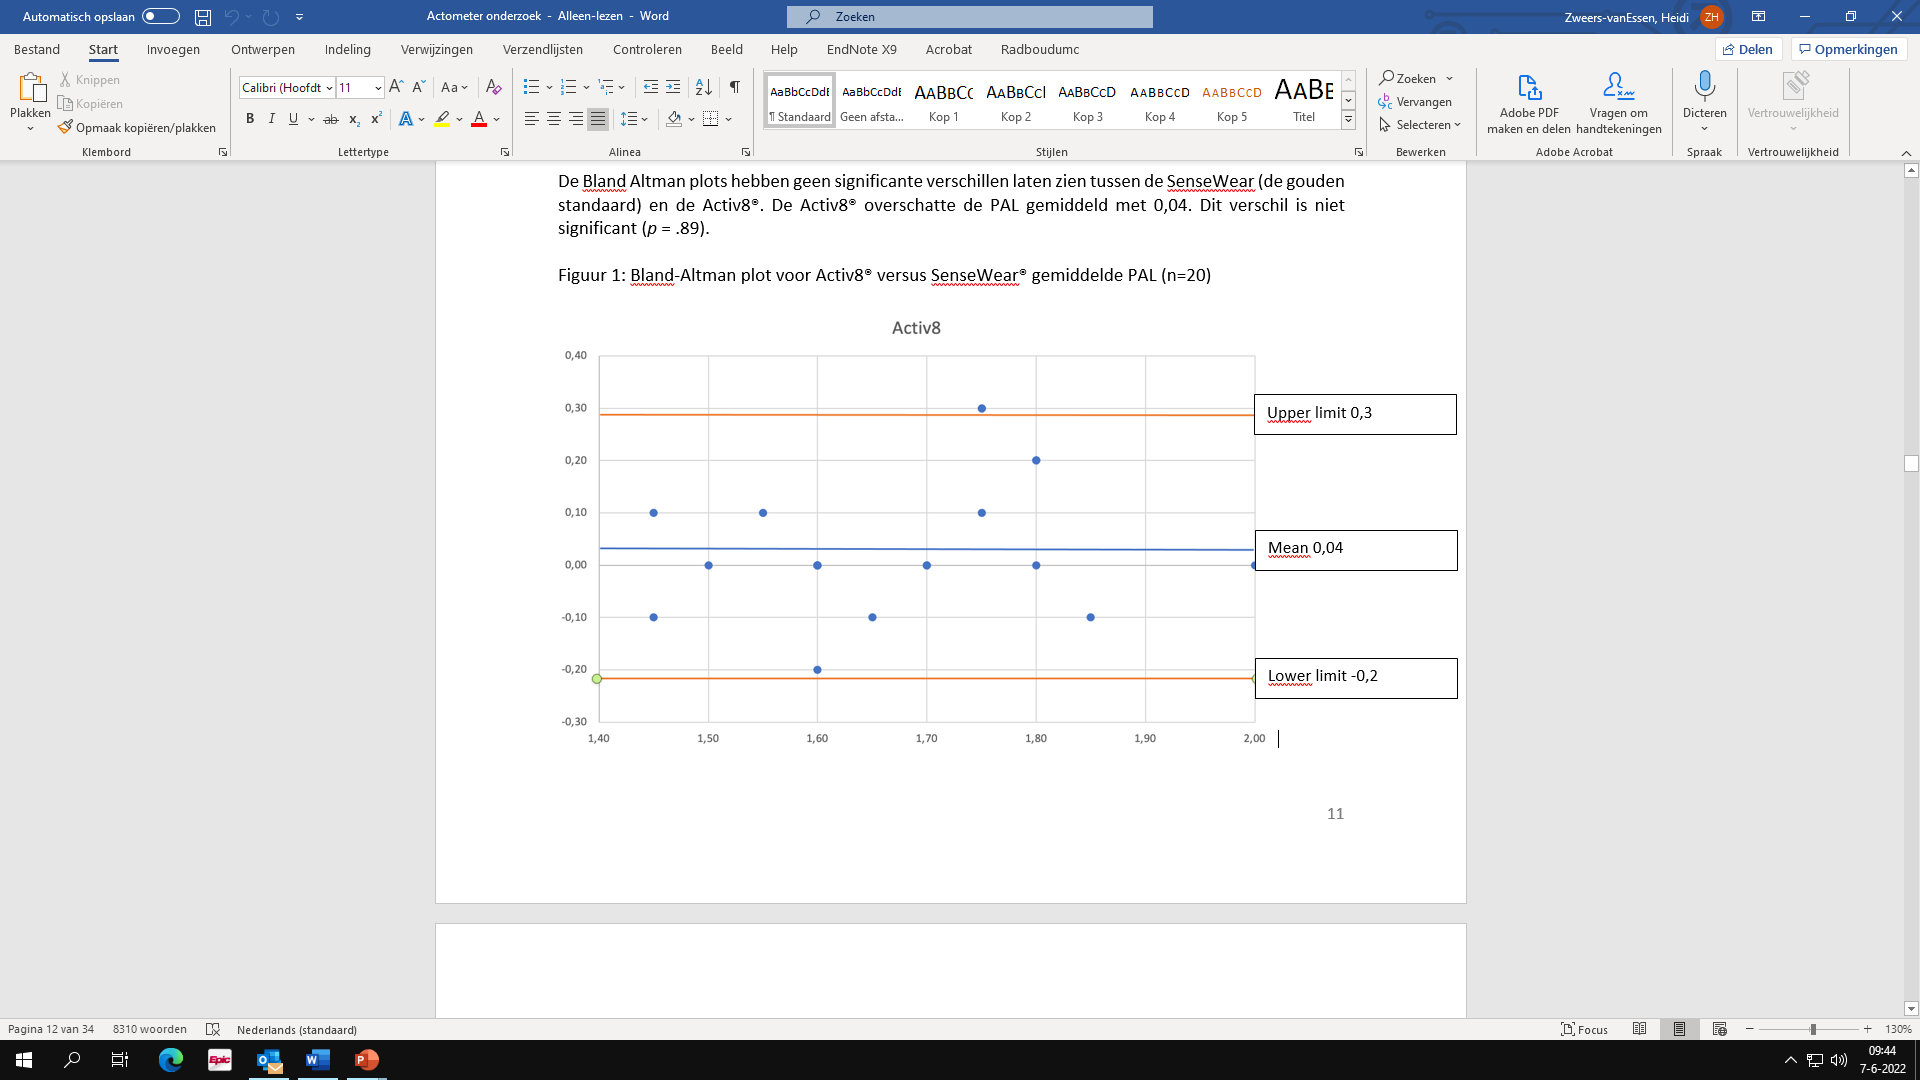 Automatisch opslaan
Actometer onderzoek - Alleen-lezen - Word
Zoeken
Zweers-vanEssen, Heidi
ZH
Bestand
Start
Invoegen
Ontwerpen
Indeling
Verwijzingen
Verzendlijsten
Controleren
Beeld
Help
EndNote X9
Acrobat
Radboudumc
Delen
Opmerkingen
Plakken
Knippen
Kopiëren
Opmaak kopiëren/plakken
Klembord
Calibri (Hoofdt
11
Lettertype
Alinea
AaBbCcDdE
¶ Standaard
AaBbCcDdE
Geen afsta...
AaBbCc
Kop 1
AaBbCcI
Kop 2
AaBbCcD
Kop 3
AaBbCcD
Kop 4
AaBbCcD
Kop 5
AaBb
Titel
Stijlen
Zoeken
Vervangen
Selecteren
Bewerken
Adobe PDF
maken en delen
Vragen om
handtekeningen
Adobe Acrobat
Dicteren
Spraak
Vertrouwelijkheid
Vertrouwelijkheid
De Bland Altman plots hebben geen significante verschillen laten zien tussen de SenseWear (de gouden
standaard) en de Activ8®. De Activ8® overschatte de PAL gemiddeld met 0,04. Dit verschil is niet
significant (p = .89).
Figuur 1: Bland-Altman plot voor Activ8® versus SenseWear® gemiddelde PAL (n=20)
Activ8
0,40
0,30
0,20
0,10
0,00
-0,10
-0,20
-0,30
1,40
1,50
1,60
1,70
1,80
1,90
2,00
Upper limit 0,3
Mean 0,04
Lower limit -0,2
11
Pagina 12 van 34
8310 woorden
Nederlands (standaard)
Focus
130%
Epic
09:44
7-6-2022